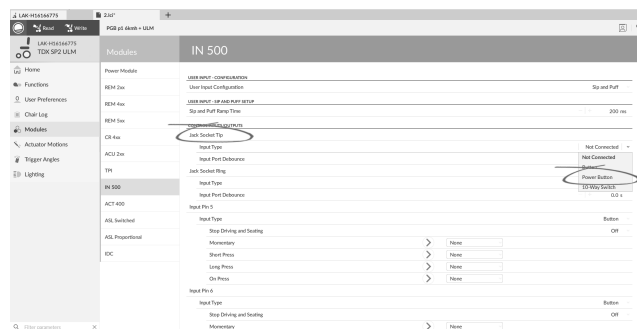 LAK-H16166775
2.lci*
+
Read
Write
PGB p5 6kmh + ULM
LAK-H16166775
TDX SP2 ULM
Modules
IN 500
Home
Functions
User Preferences
Chair Log
Modules
Actuator Motions
Trigger Angles
Lighting
Power Module
REM 2xx
REM 4xx
REM 5xx
CR 4xx
ACU 2xx
TPI
IN 500
ACT 400
ASL Switched
ASL Proportional
IDC
USER INPUT - CONFIGURATION
User Input Configuration
Sip and Puff
USER INPUT - SIP AND PUFF SETUP
Sip and Puff Ramp Time
200 ms
INPUTS/OUTPUTS
Jack Socket Tip
Input Type
Not Connected
Input Port Debounce
Not Connected
Power Button
10-Way Switch
Jack Socket Ring
Input Type
Input Port Debounce
0.0 s
Input Pin 5
Input Type
Button
Stop Driving and Seating
Off
Momentary
None
Short Press
None
Long Press
None
On Press
None
Input Pin 6
Input Type
Button
Stop Driving and Seating
Off
Momentary
None
Filter parameters
X